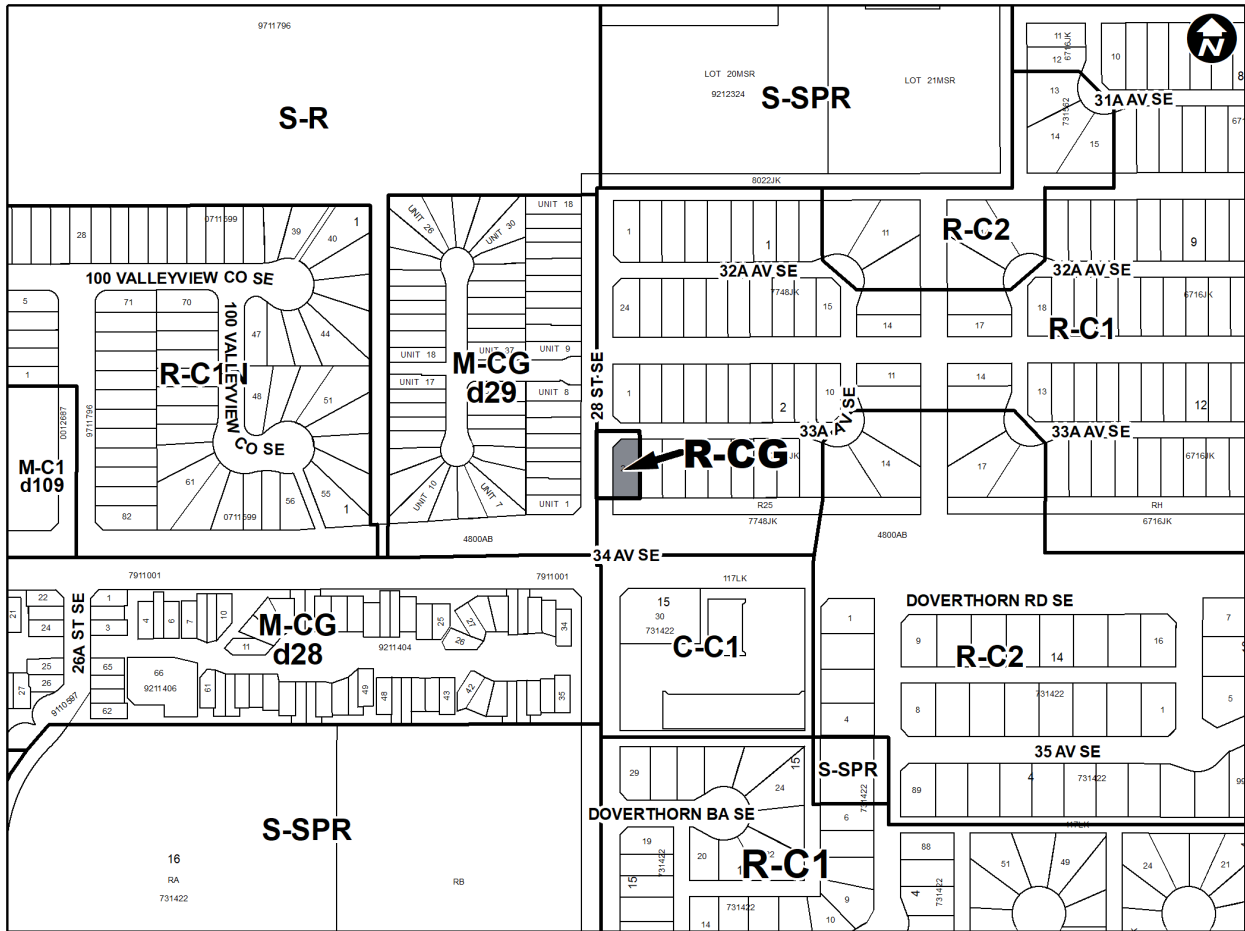 9711796
S-R
LOT 20MSR
9212324
S-SPR
LOT 21MSR
N
11
12
6716JK
10
8
13
14
15
731562
31A AV SE
8022JK
28
0711599
39
40
1
UNIT 26
UNIT 30
UNIT 18
1
1
11
R-C2
9
100 VALLEYVIEW CO SE
32A AV SE
32A AV SE
7748JK
6716JK
5
71
70
100 VALLEYVIEW CO SE
47
44
24
15
14
17
18
R-C1
1
R-C1N
UNIT 18
UNIT 37
UNIT 9
UNIT 17
UNIT 8
M-CG
d29
28 ST SE
48
51
1
2
10
11
14
13
12
33A AV SE
33A AV SE
0012687
9711796
M-C1
d109
R-CG
14
17
6716JK
61
82
0711599
56
55
1
UNIT 10
UNIT 7
UNIT 1
R25
7748JK
RH
6716JK
4800AB
4800AB
34 AV SE
7911001
7911001
117LK
21
22
24
26A ST SE
1
3
4
6
7
10
11
M-CG
d28
9211404
25
27
26
34
15
30
731422
C-C1
1
4
DOVERTHORN RD SE
9
R-C2
14
16
7
5
25
26
27
65
62
66
9211406
61
49
48
43
42
35
9110597
8
731422
1
35 AV SE
S-SPR
731422
89
4
731422
S-SPR
16
RA
731422
RB
29
15
24
DOVERTHORN BA SE
6
117LK
19
15
731422
20
R-C1
14
731422
9
10
88
4
731422
51
49
24
21